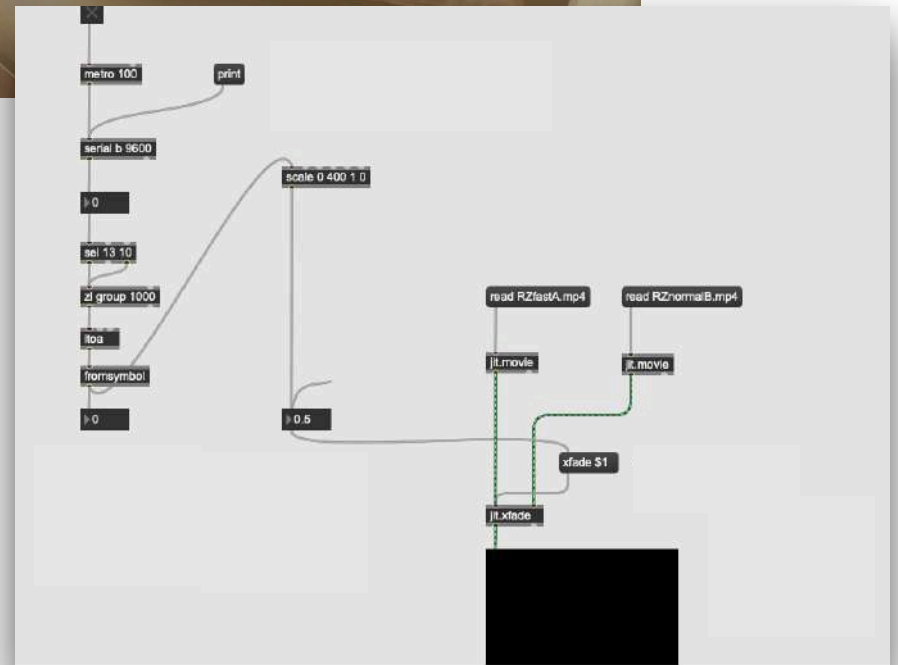 metro 100
print
serial b 9600
0
scale 0 400 1 0
sel 13 10
zl group 1000
itoa
fromsymbol
0
0.5
read RZfastA.mp4
read RZnormalB.mp4
jit.movie
jit.movie
xfade $1
jit.xfade